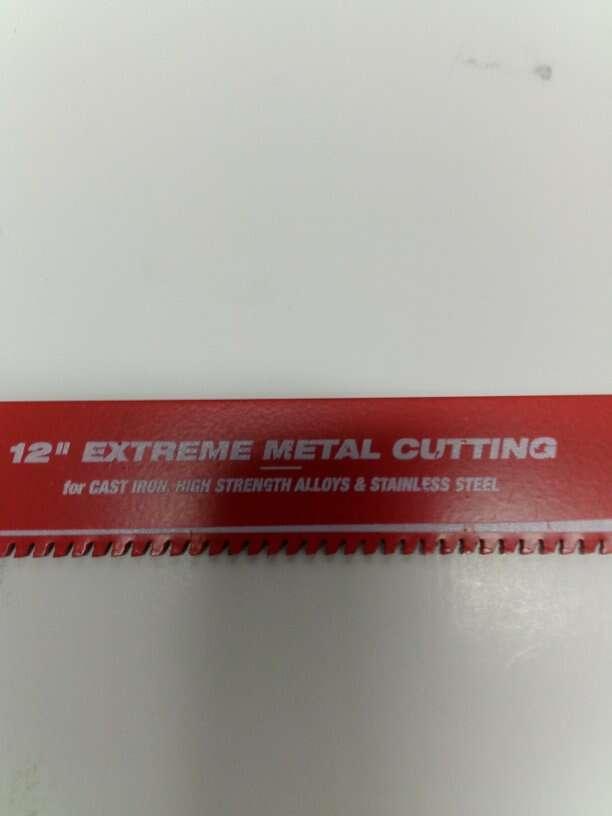 12" EXTREME METAL CUTTING
for CAST IRON, HIGH STRENGTH ALLOYS & STAINLESS STEEL